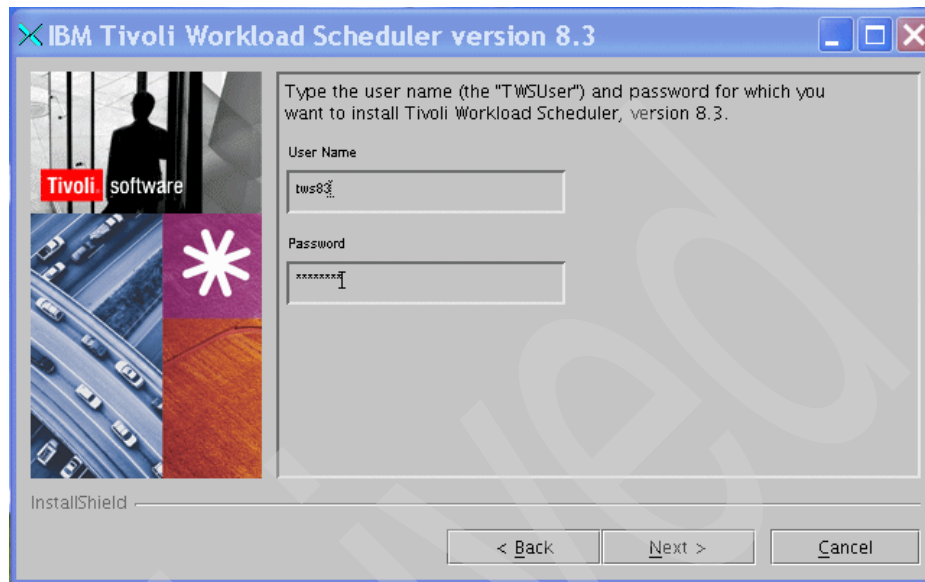 IBM Tivoli Workload Scheduler version 8.3
Type the user name (the "TWSUser") and password for which you
want to install Tivoli Workload Scheduler, version 8.3.
User Name
tws83
Password
********
Tivoli software
InstallShield
< Back Next > Cancel